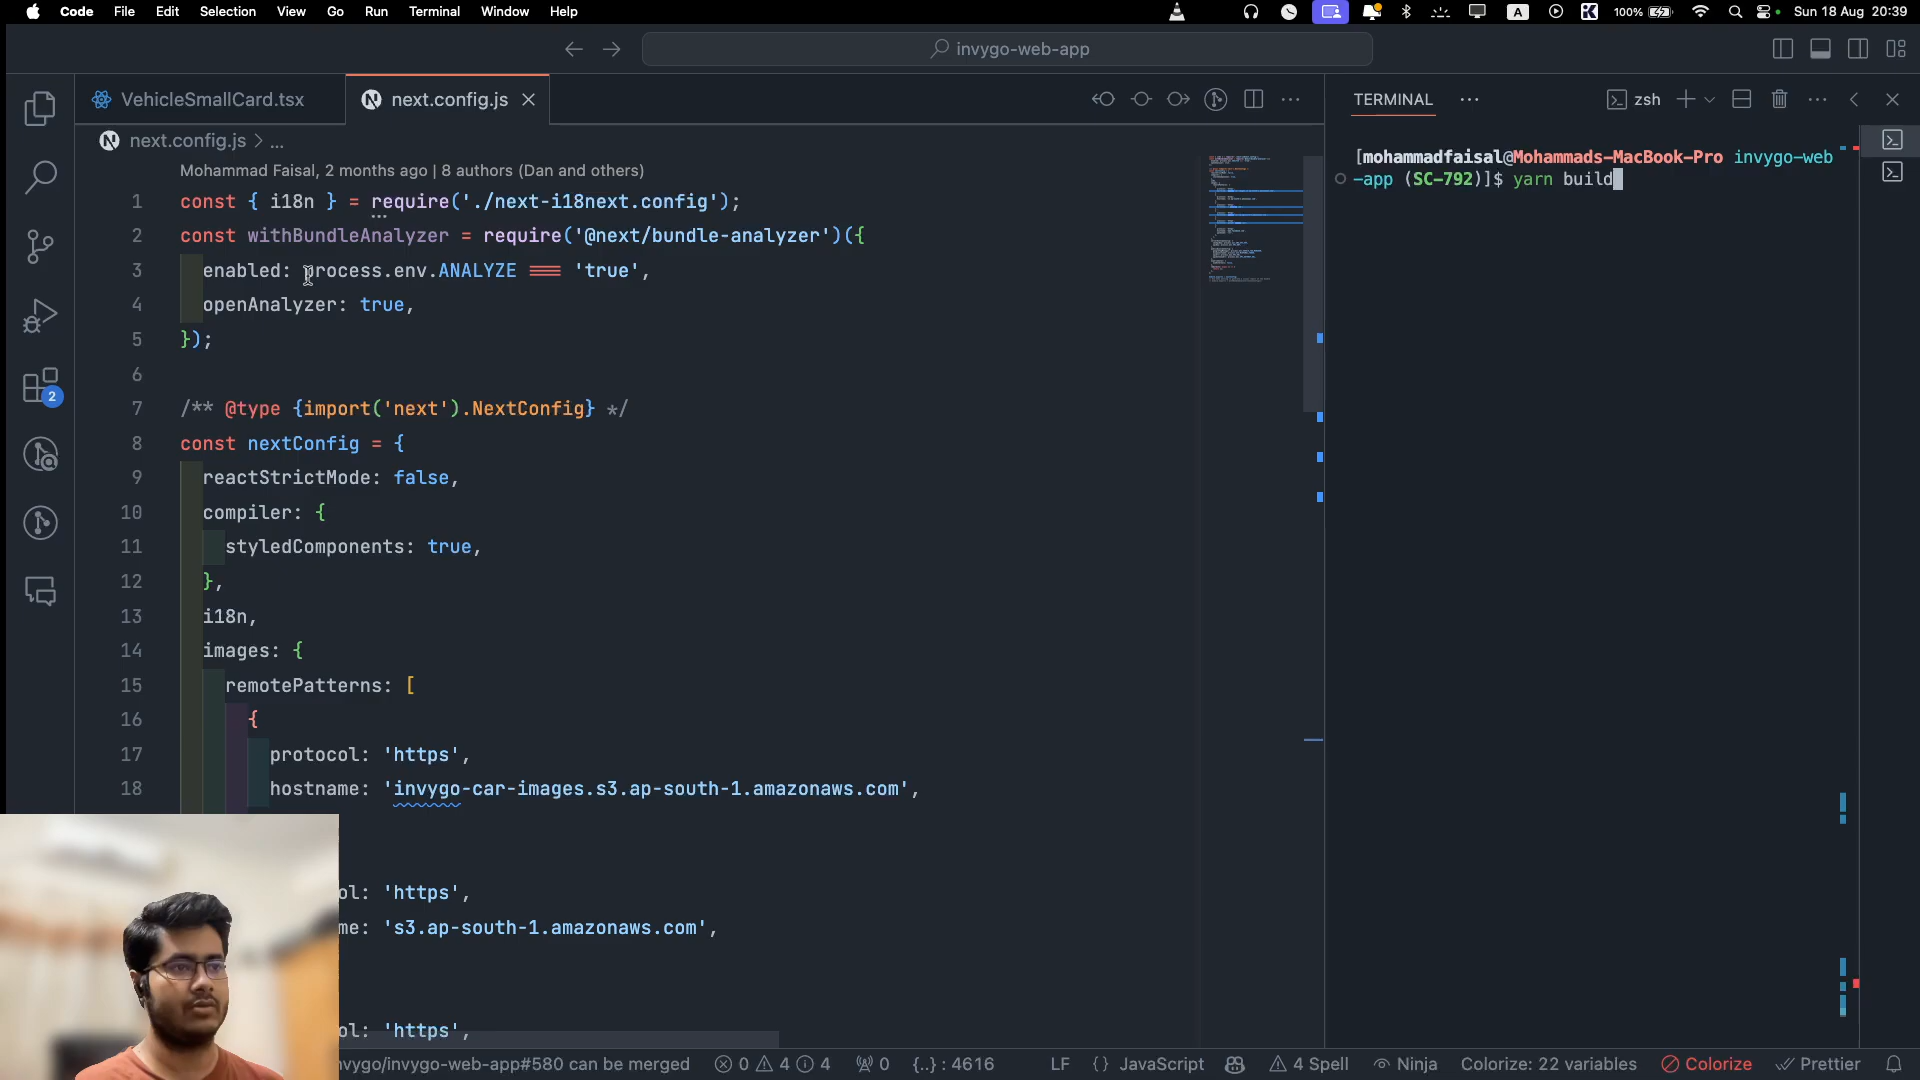 Code File Edit Selection View Go Run Terminal Window Help
A 100% Sun 18 Aug 20:39
invygo-web-app
VehicleSmallCard.tsx next.config.js
next.config.js > ...
Mohammad Faisal, 2 months ago | 8 authors (Dan and others)
1 const { i18n } = require('./next-i18next.config');
2 const withBundleAnalyzer = require('@next/bundle-analyzer')({
3 enabled: process.env.ANALYZE === 'true',
4 openAnalyzer: true,
5 });
6
7 /** @type {import('next').NextConfig} */
8 const nextConfig = {
9 reactStrictMode: false,
10 compiler: {
11 styledComponents: true,
12 },
13 i18n,
14 images: {
15 remotePatterns: [
16 {
17 protocol: 'https',
18 hostname: 'invygo-car-images.s3.ap-south-1.amazonaws.com',
ol: 'https',
me: 's3.ap-south-1.amazonaws.com',
ol: 'https',
2
TERMINAL ... zsh
[mohammadfaisal@Mohammads-MacBook-Pro invygo-web
-app (SC-792)]$ yarn build
nvygo/invygo-web-app#580 can be merged 0 4 4 0 {..} : 4616 LF {} JavaScript 4 Spell Ninja Colorize: 22 variables Colorize Prettier